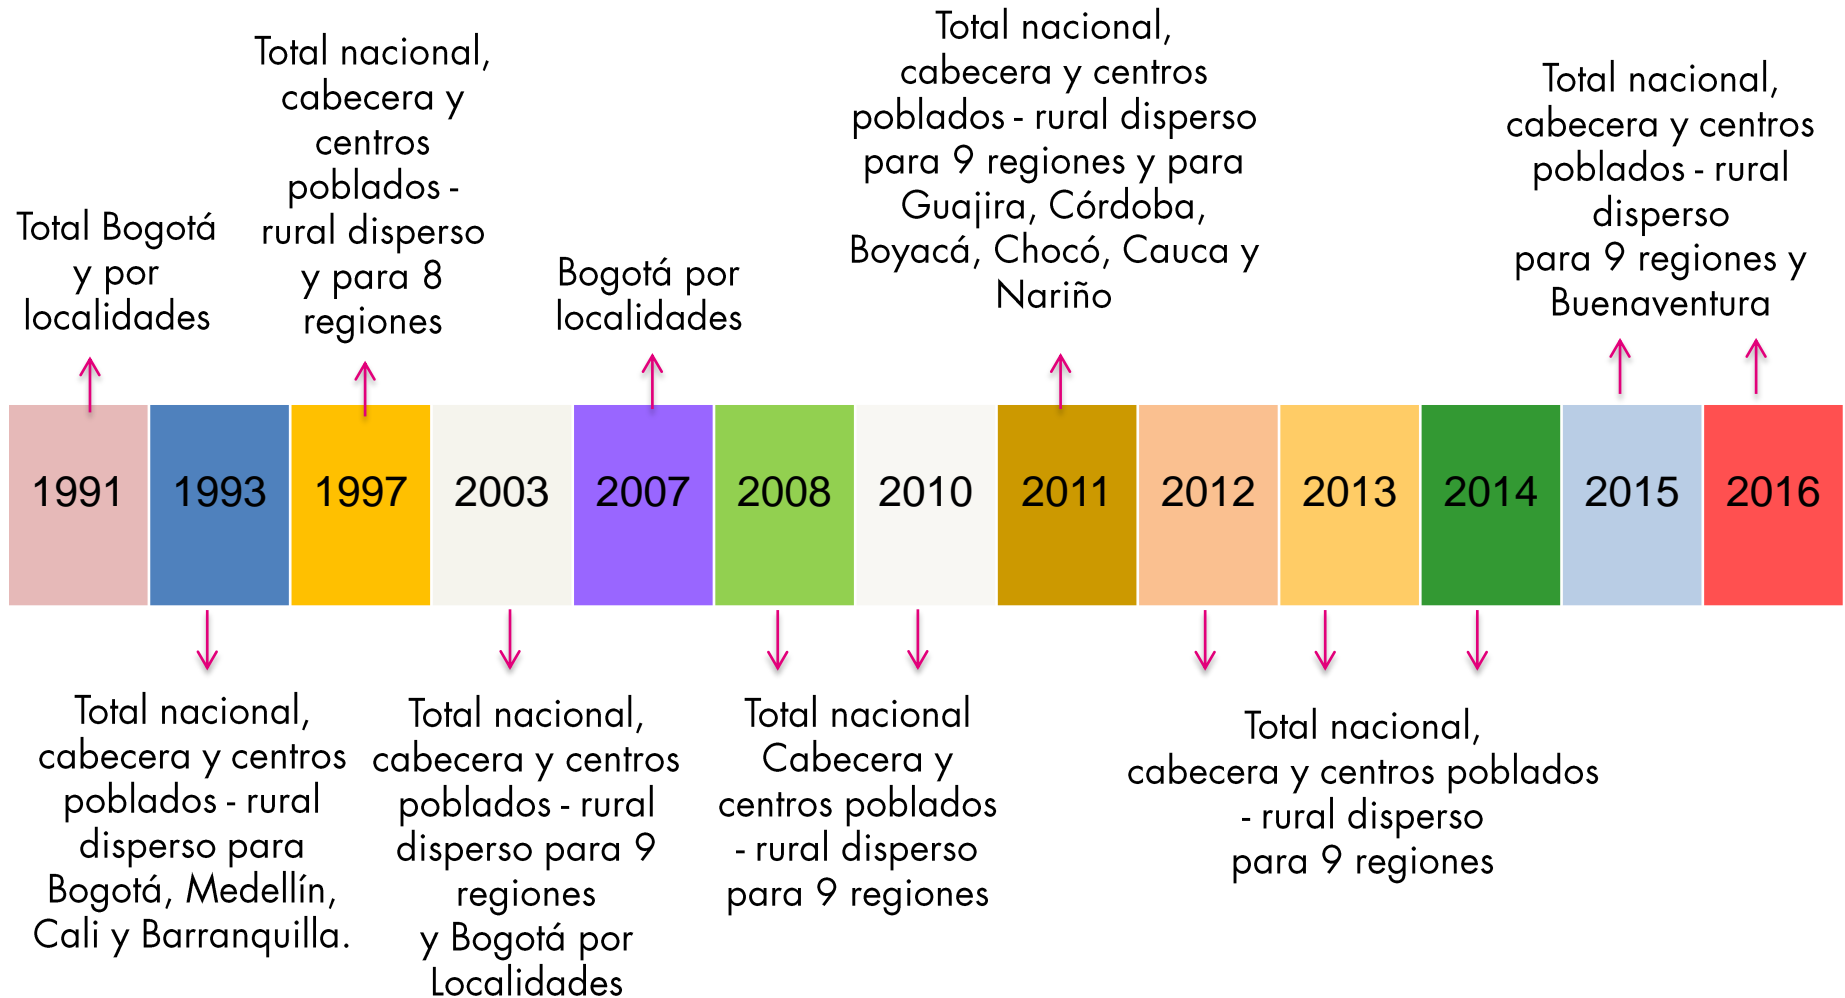 Total Bogotá
y por
localidades
Total nacional,
cabecera y
centros
poblados -
rural disperso
y para 8
regiones
Bogotá por
localidades
Total nacional,
cabecera y centros
poblados - rural disperso
para 9 regiones y para
Guajira, Córdoba,
Boyacá, Chocó, Cauca y
Nariño
Total nacional,
cabecera y centros
poblados - rural
disperso
para 9 regiones y
Buenaventura
1991
1993
1997
2003
2007
2008
2010
2011
2012
2013
2014
2015
2016
Total nacional,
cabecera y centros
poblados - rural
disperso para
Bogotá, Medellín,
Cali y Barranquilla.
Total nacional,
cabecera y centros
poblados - rural
disperso para 9
regiones
y Bogotá por
Localidades
Total nacional
Cabecera y
centros poblados
- rural disperso
para 9 regiones
Total nacional,
cabecera y centros poblados
- rural disperso
para 9 regiones